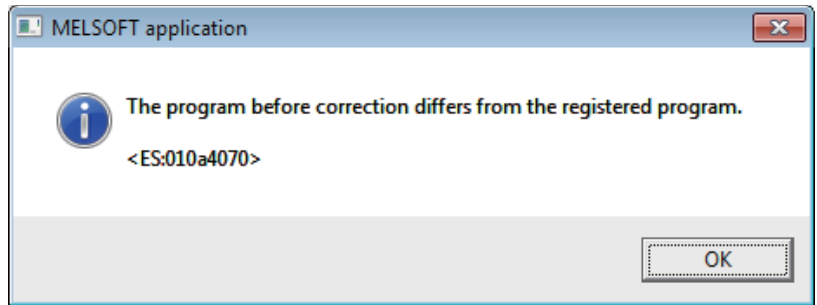 MELSOFT application
The program before correction differs from the registered program.
<ES:010a4070>
OK